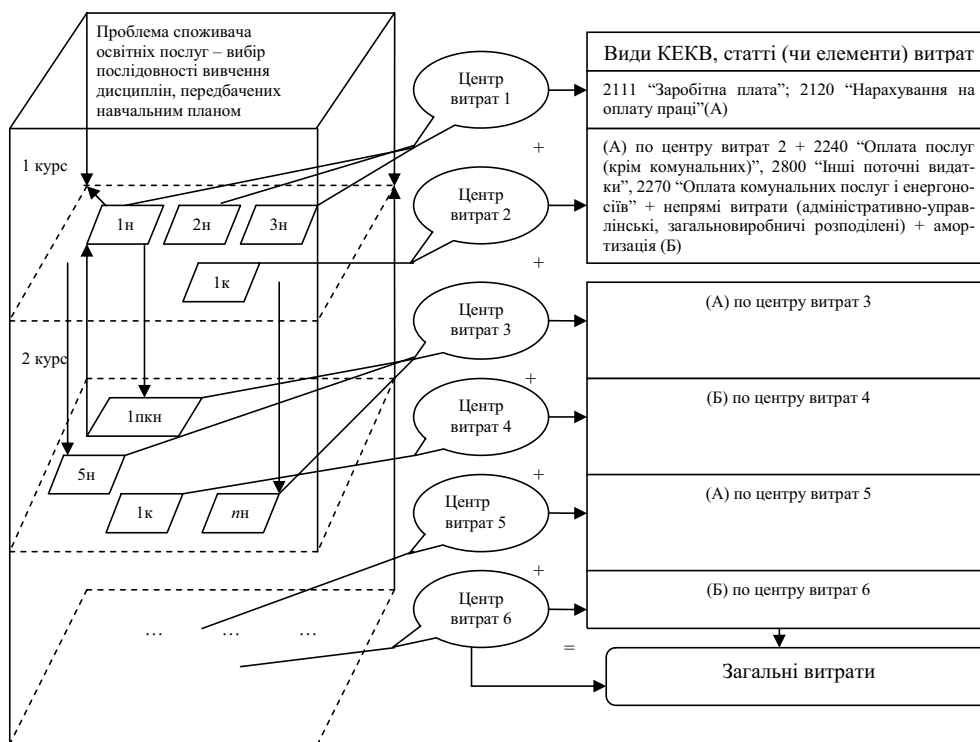 Проблема споживача
освітніх послуг – вибір
послідовності вивчення
дисциплін, передбачених
навчальним планом
Центр
витрат 1
Види КЕКВ, статті (чи елементи) витрат
2111 “Заробітна плата”; 2120 “Нарахування на
оплату праці”(А)
+
1 курс
Центр
витрат 2
(А) по центру витрат 2 + 2240 “Оплата послуг
(крім комунальних)”, 2800 “Інші поточні видат-
ки”, 2270 “Оплата комунальних послуг і енергоно-
сіїв” + непрямі витрати (адміністративно-управ-
лінські, загальновиробничі розподілені) + амор-
тизація (Б)
1н
2н
3н
1к
+
Центр
витрат 3
(А) по центру витрат 3
2 курс
+
1пкн
Центр
витрат 4
(Б) по центру витрат 4
5н
1к
nн
+
Центр
витрат 5
(А) по центру витрат 5
+
Центр
витрат 6
(Б) по центру витрат 6
... ... ...
=
Загальні витрати